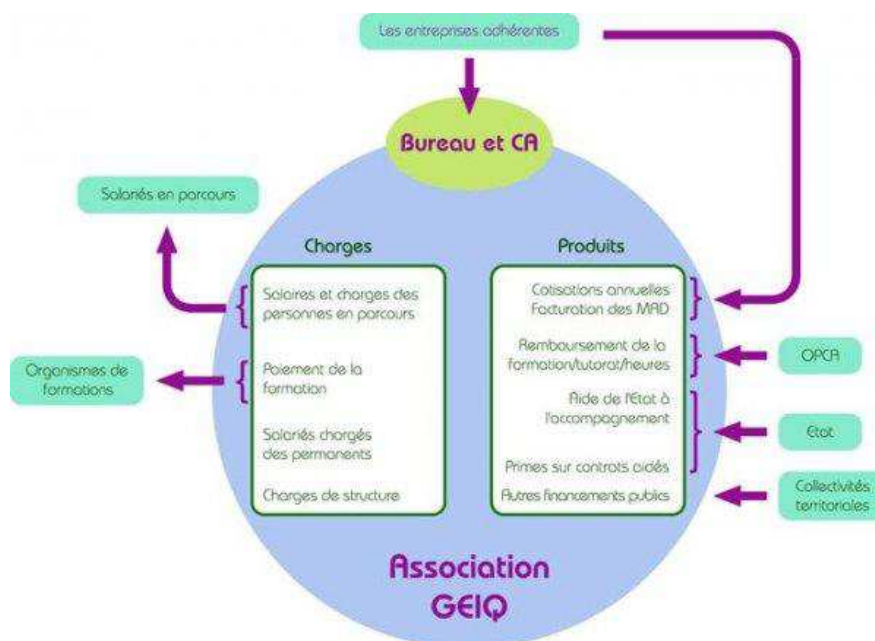 Les entreprises adhérentes
Bureau et CA
Salariés en parcours
Charges
Produits
Salaires et charges des
personnes en parcours
Paiement de la
formation
Salariés chargés
des permanents
Charges de structure
Cotisations annuelles
Facturation des MAD
Remboursement de la
formation/tutorat/heures
Aide de l'Etat à
l'accompagnement
Primes sur contrats aidés
Autres financements publics
Organismes de
formations
OPCA
Etat
Collectivités
territoriales
Association
GEIQ